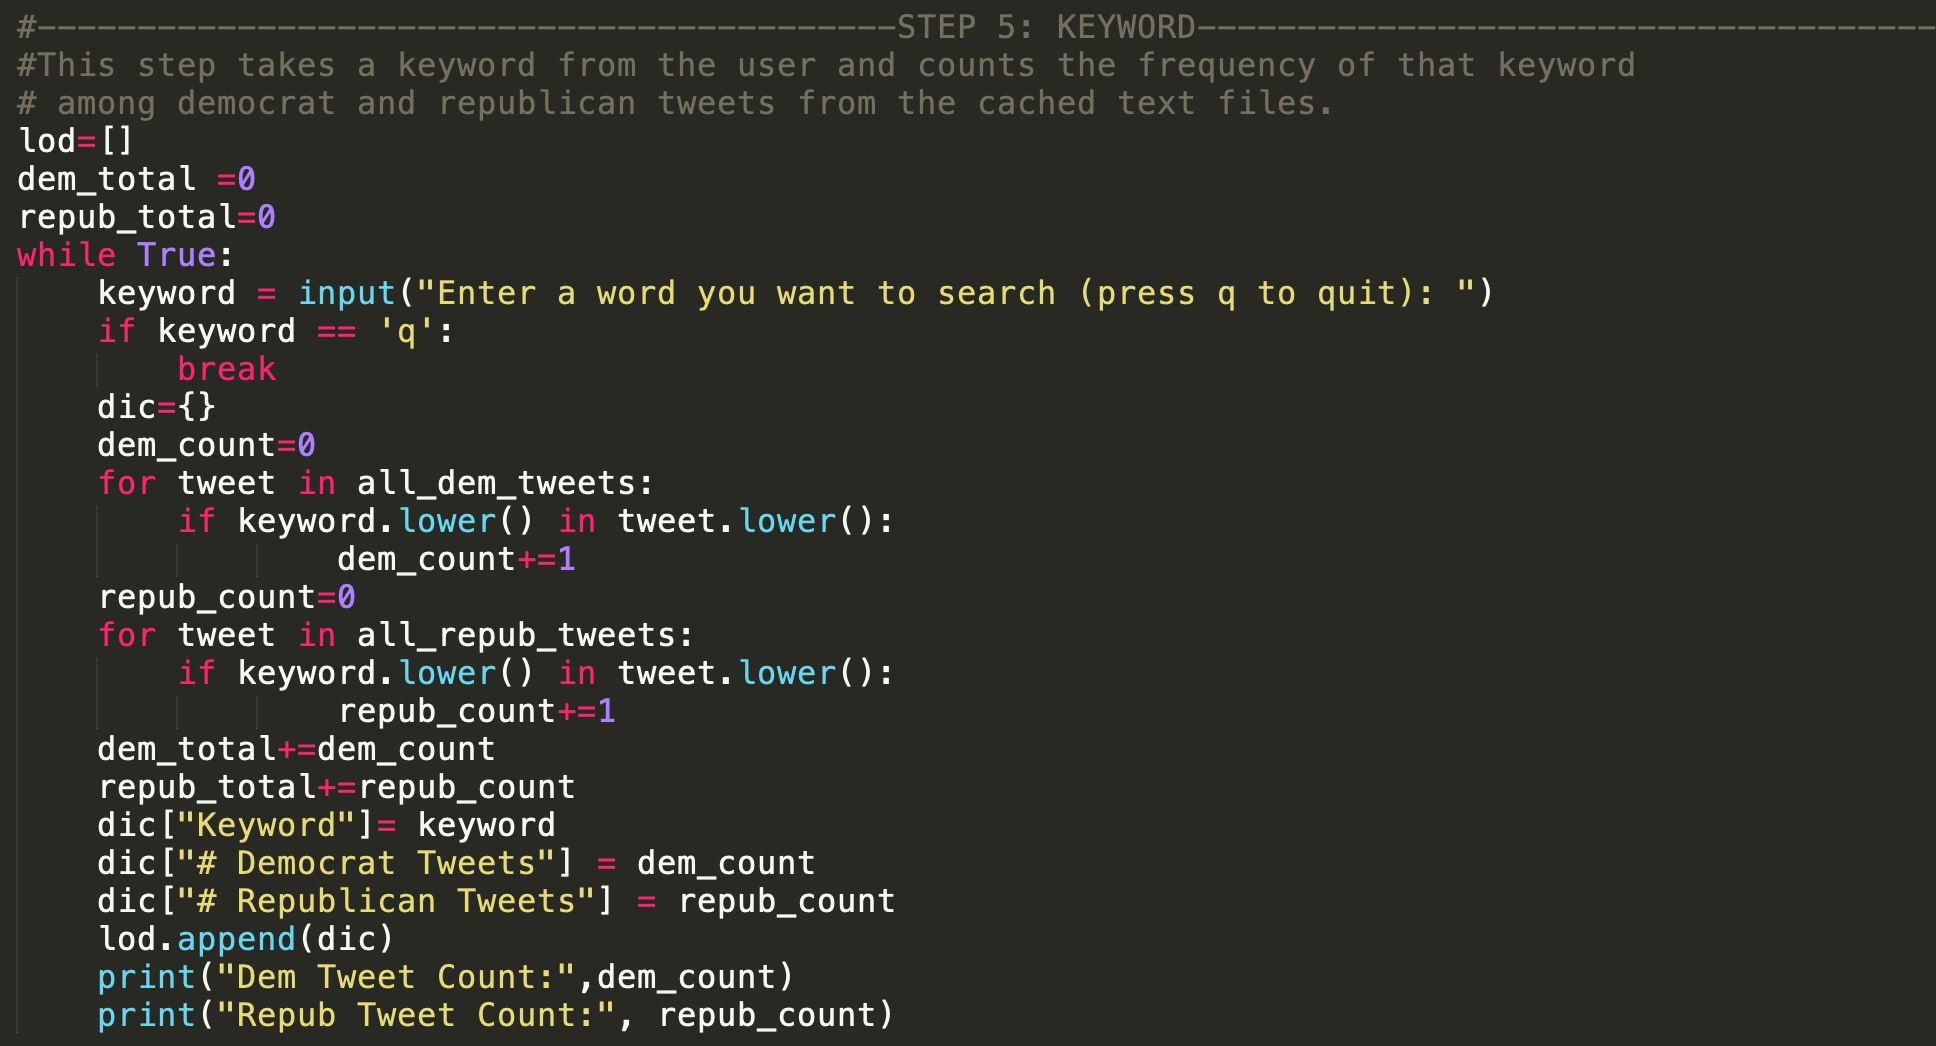 #-------------------------------------------STEP 5: KEYWORD-------------------------------------
#This step takes a keyword from the user and counts the frequency of that keyword
# among democrat and republican tweets from the cached text files.
lod=[]
dem_total =0
repub_total=0
while True:
    keyword = input("Enter a word you want to search (press q to quit): ")
    if keyword == 'q':
        break
    dic={}
    dem_count=0
    for tweet in all_dem_tweets:
        if keyword.lower() in tweet.lower():
                dem_count+=1
    repub_count=0
    for tweet in all_repub_tweets:
        if keyword.lower() in tweet.lower():
                repub_count+=1
    dem_total+=dem_count
    repub_total+=repub_count
    dic["Keyword"]= keyword
    dic["# Democrat Tweets"] = dem_count
    dic["# Republican Tweets"] = repub_count
    lod.append(dic)
    print("Dem Tweet Count:",dem_count)
    print("Repub Tweet Count:", repub_count)